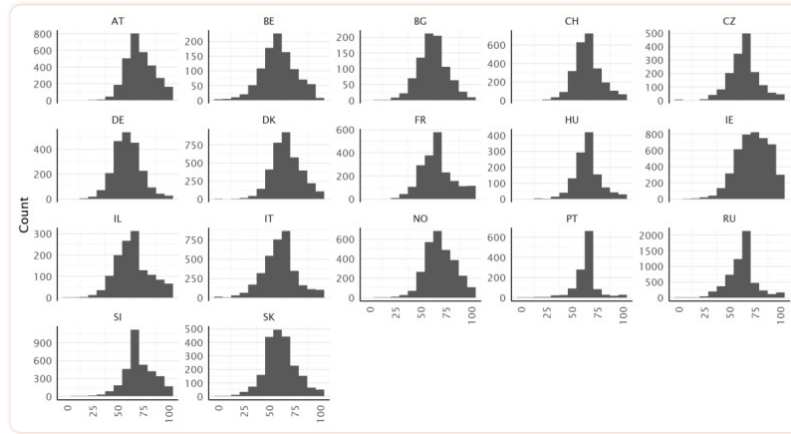 AT BE BG CH CZ
800 600 400 200 0
200 150 100 50 0
200 150 100 50 0
600 400 200 0
500 400 300 200 100 0
DE DK FR HU IE
400 200 0
750 500 250 0
600 400 200 0
400 300 200 100 0
800 600 400 200 0
Count
IL IT NO PT RU
300 200 100 0
750 500 250 0
600 400 200 0
600 400 200 0
2000 1500 1000 500 0
0 25 50 75 100
0 25 50 75 100
0 25 50 75 100
SI SK
900 600 300 0
500 400 300 200 100 0
0 25 50 75 100
0 25 50 75 100